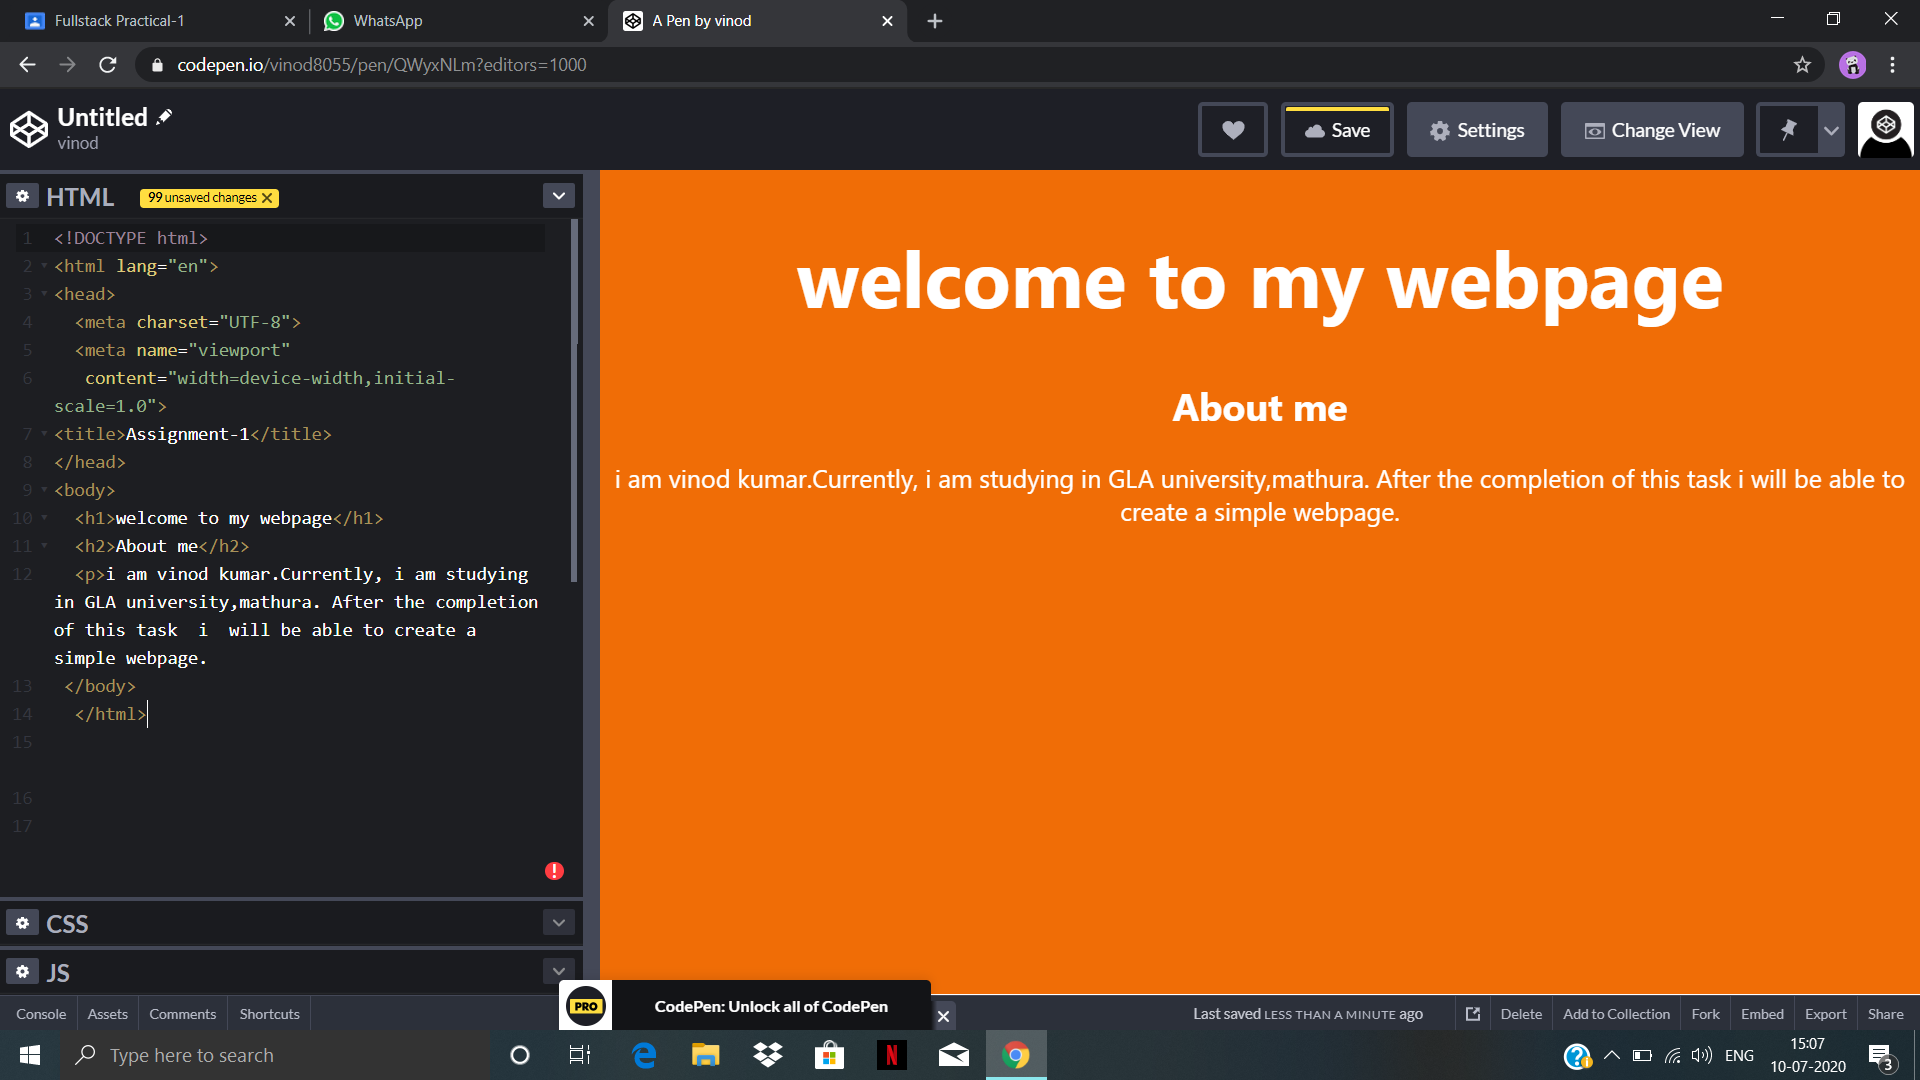 Fullstack Practical-1
WhatsApp
A Pen by vinod
codepen.io/vinod8055/pen/QWyxNLm?editors=1000
Untitled
vinod
Save
Settings
Change View
HTML
99 unsaved changes
1 <!DOCTYPE html>
2 <html lang="en">
3 <head>
4 <meta charset="UTF-8">
5 <meta name="viewport"
6 content="width=device-width,initial-
scale=1.0">
7 <title>Assignment-1</title>
8 </head>
9 <body>
10 <h1>welcome to my webpage</h1>
11 <h2>About me</h2>
12 <p>i am vinod kumar.Currently, i am studying
in GLA university,mathura. After the completion
of this task  i  will be able to create a
simple webpage.
13 </body>
14 </html>
15
16
17
welcome to my webpage
About me
i am vinod kumar.Currently, i am studying in GLA university,mathura. After the completion of this task i will be able to
create a simple webpage.
CSS
JS
PRO
CodePen: Unlock all of CodePen
Console
Assets
Comments
Shortcuts
Last saved LESS THAN A MINUTE ago
Delete
Add to Collection
Fork
Embed
Export
Share
Type here to search
N
ENG
15:07
10-07-2020
3